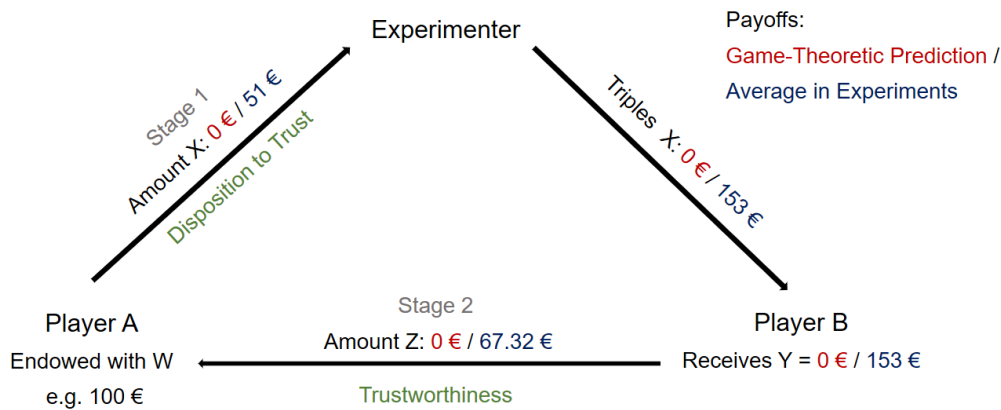 Experimenter
Payoffs:
Game-Theoretic Prediction /
Average in Experiments
Stage 1
Amount X: 0 € / 51 €
Disposition to Trust
Triples X: 0 € / 153 €
Player A
Endowed with W
e.g. 100 €
Stage 2
Amount Z: 0 € / 67.32 €
Trustworthiness
Player B
Receives Y = 0 € / 153 €